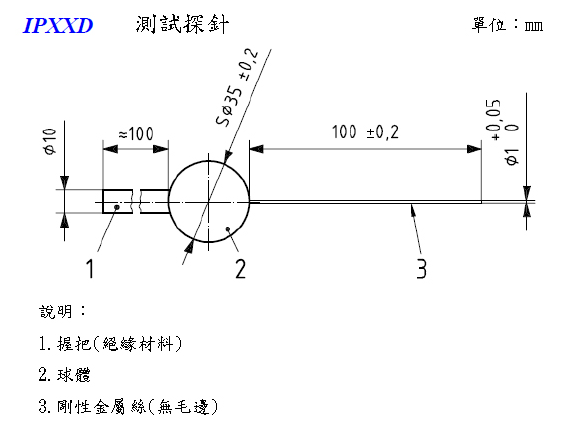 IPXXD 測試探針 單位：mm
Sφ35 ±0,2
φ10
≈100
100 ±0,2
φ1 +0,05 0
1 2 3
說明：
1.握把(絕緣材料)
2.球體
3.剛性金屬絲(無毛邊)